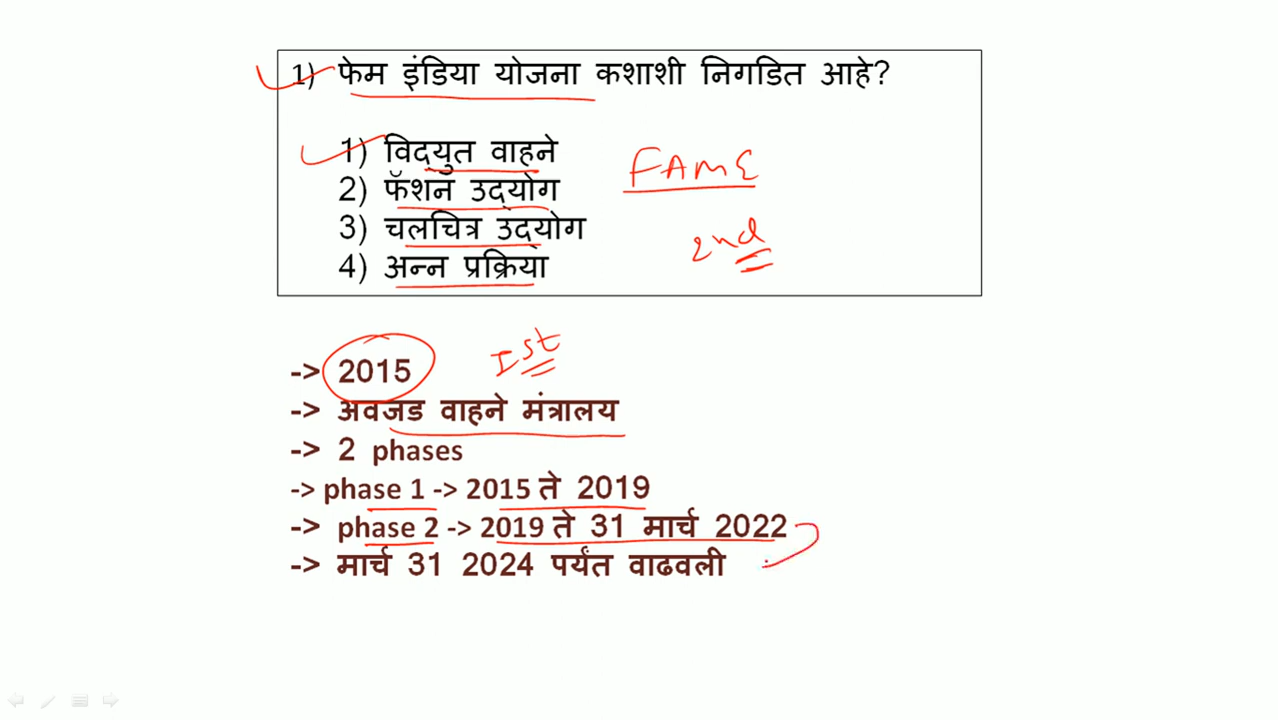 1) फेम इंडिया योजना कशाशी निगडित आहे?
1) विद्युत वाहने
FAME
2) फॅशन उद्योग
3) चलचित्र उद्योग
2nd
4) अन्न प्रक्रिया
-> 2015 Ist
-> अवजड वाहने मंत्रालय
-> 2 phases
-> phase 1 -> 2015 ते 2019
-> phase 2 -> 2019 ते 31 मार्च 2022
-> मार्च 31 2024 पर्यंत वाढवली